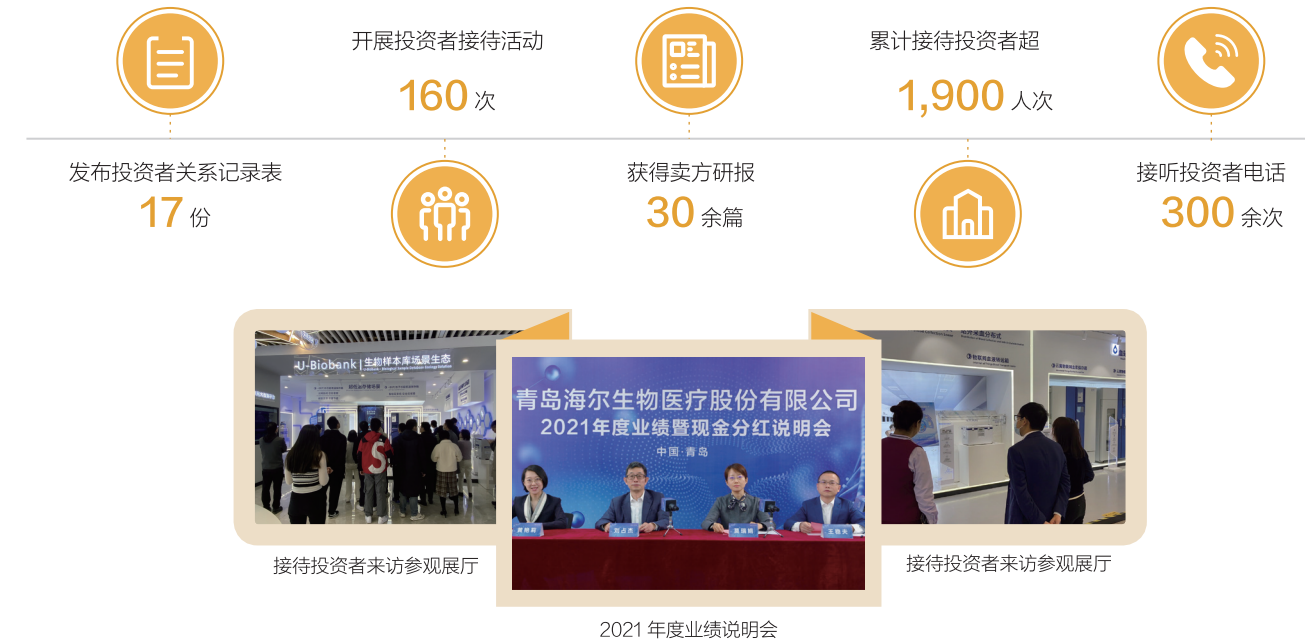 开展投资者接待活动
160 次
累计接待投资者超
1,900 人次
发布投资者关系记录表
17 份
获得卖方研报
30 余篇
接听投资者电话
300 余次
U-Biobank | 生物样本库场景生态
青岛海尔生物医疗股份有限公司
2021年度业绩暨现金分红说明会
中国·青岛
刘占杰
接待投资者来访参观展厅
接待投资者来访参观展厅
2021 年度业绩说明会